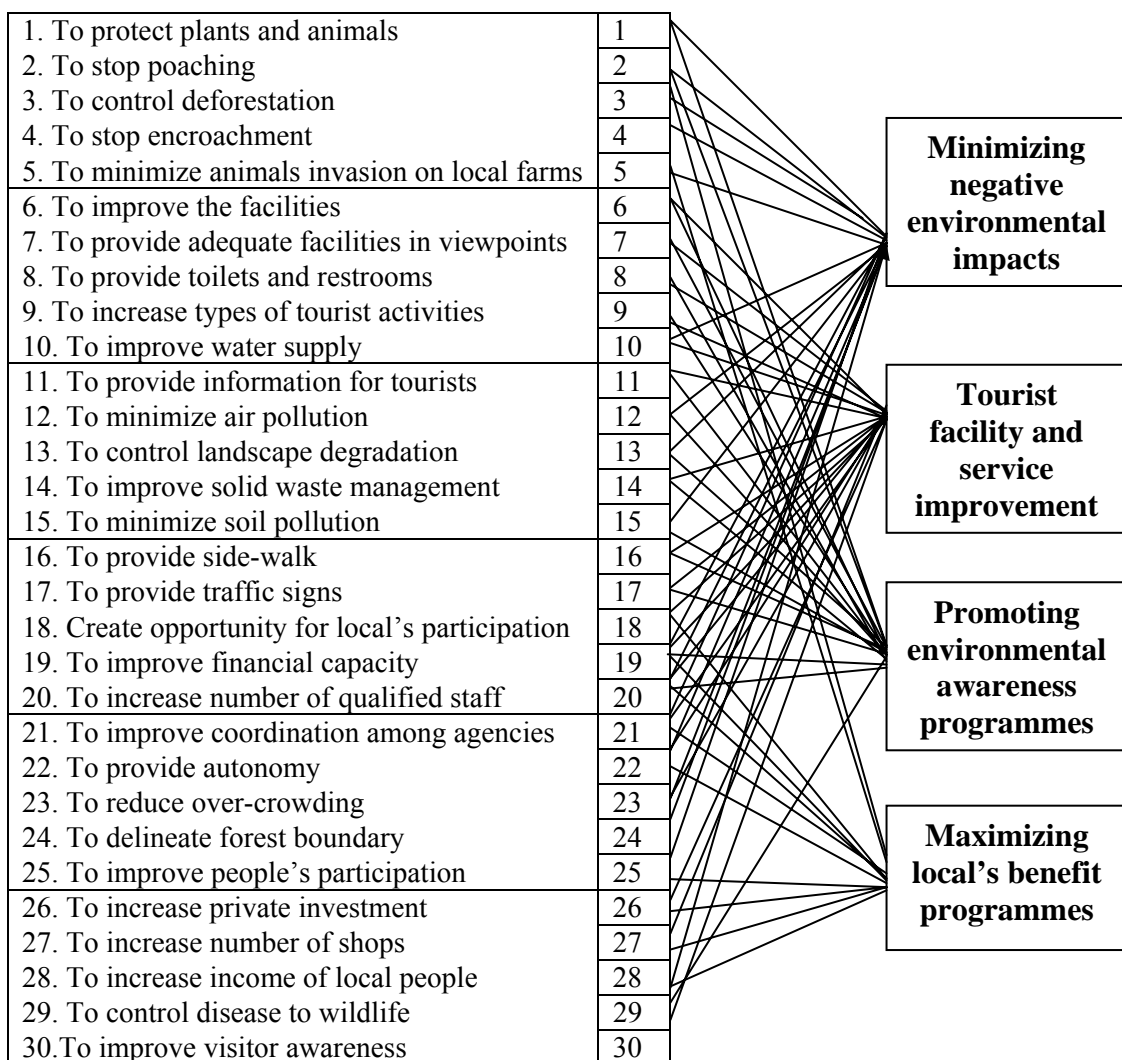 1. To protect plants and animals 1
2. To stop poaching 2
3. To control deforestation 3
4. To stop encroachment 4
5. To minimize animals invasion on local farms 5
6. To improve the facilities 6
7. To provide adequate facilities in viewpoints 7
8. To provide toilets and restrooms 8
9. To increase types of tourist activities 9
10. To improve water supply 10
11. To provide information for tourists 11
12. To minimize air pollution 12
13. To control landscape degradation 13
14. To improve solid waste management 14
15. To minimize soil pollution 15
16. To provide side-walk 16
17. To provide traffic signs 17
18. Create opportunity for local's participation 18
19. To improve financial capacity 19
20. To increase number of qualified staff 20
21. To improve coordination among agencies 21
22. To provide autonomy 22
23. To reduce over-crowding 23
24. To delineate forest boundary 24
25. To improve people's participation 25
26. To increase private investment 26
27. To increase number of shops 27
28. To increase income of local people 28
29. To control disease to wildlife 29
30.To improve visitor awareness 30
Minimizing
negative
environmental
impacts
Tourist
facility and
service
improvement
Promoting
environmental
awareness
programmes
Maximizing
local's benefit
programmes